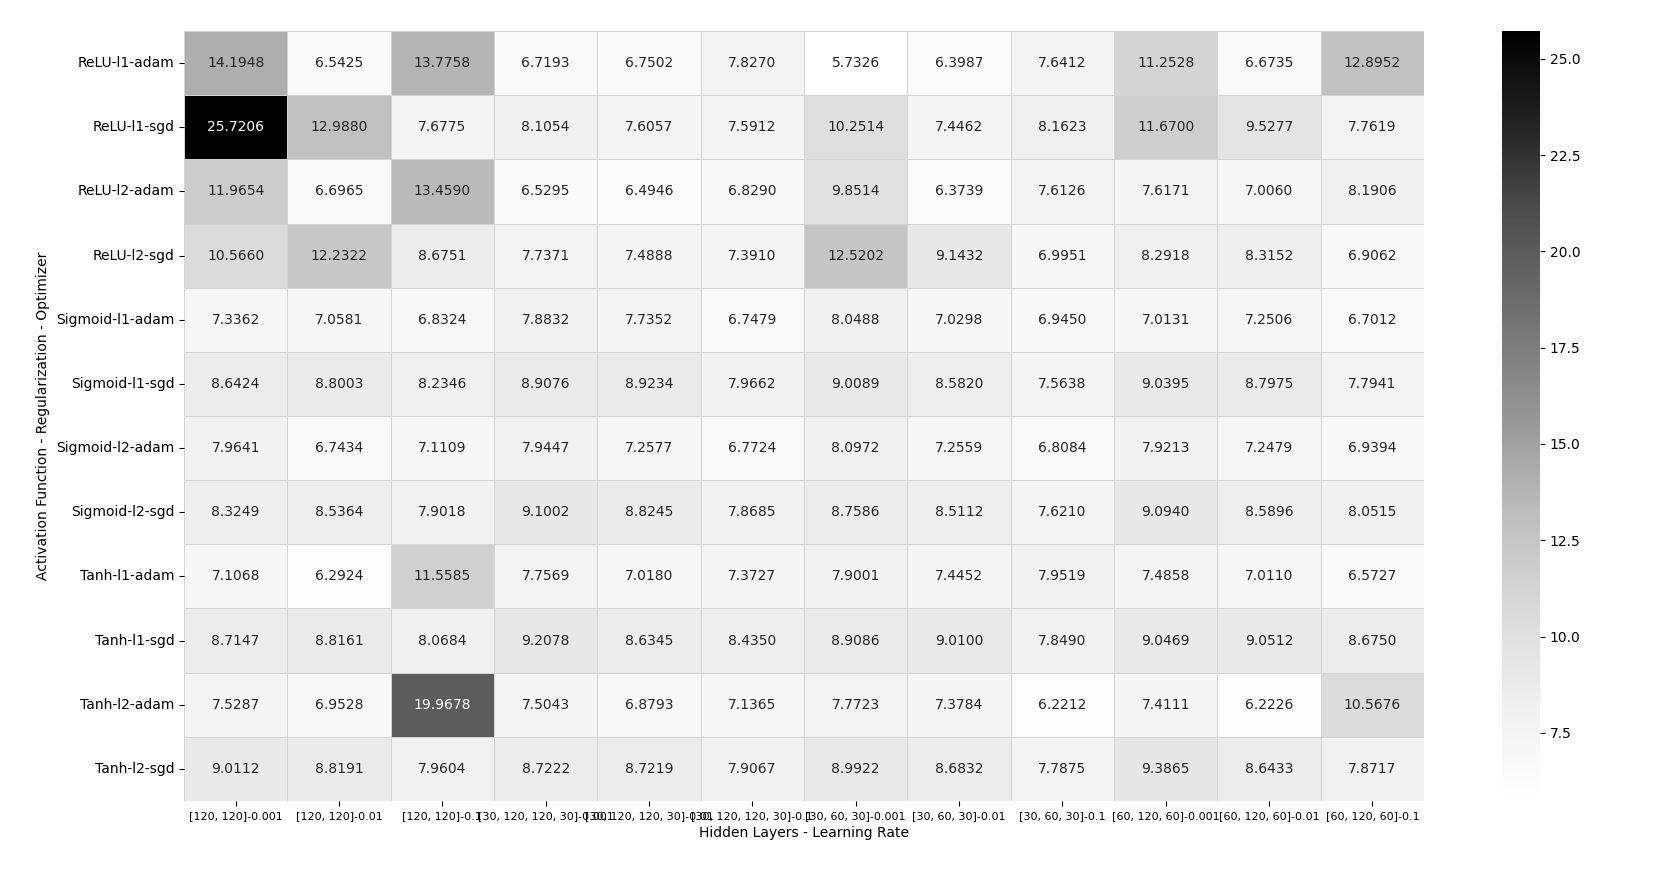 ReLU-l1-adam 14.1948 6.5425 13.7758 6.7193 6.7502 7.8270 5.7326 6.3987 7.6412 11.2528 6.6735 12.8952
ReLU-l1-sgd 25.7206 12.9880 7.6775 8.1054 7.6057 7.5912 10.2514 7.4462 8.1623 11.6700 9.5277 7.7619
ReLU-l2-adam 11.9654 6.6965 13.4590 6.5295 6.4946 6.8290 9.8514 6.3739 7.6126 7.6171 7.0060 8.1906
ReLU-l2-sgd 10.5660 12.2322 8.6751 7.7371 7.4888 7.3910 12.5202 9.1432 6.9951 8.2918 8.3152 6.9062
Sigmoid-l1-adam 7.3362 7.0581 6.8324 7.8832 7.7352 6.7479 8.0488 7.0298 6.9450 7.0131 7.2506 6.7012
Sigmoid-l1-sgd 8.6424 8.8003 8.2346 8.9076 8.9234 7.9662 9.0089 8.5820 7.5638 9.0395 8.7975 7.7941
Sigmoid-l2-adam 7.9641 6.7434 7.1109 7.9447 7.2577 6.7724 8.0972 7.2559 6.8084 7.9213 7.2479 6.9394
Sigmoid-l2-sgd 8.3249 8.5364 7.9018 9.1002 8.8245 7.8685 8.7586 8.5112 7.6210 9.0940 8.5896 8.0515
Tanh-l1-adam 7.1068 6.2924 11.5585 7.7569 7.0180 7.3727 7.9001 7.4452 7.9519 7.4858 7.0110 6.5727
Tanh-l1-sgd 8.7147 8.8161 8.0684 9.2078 8.6345 8.4350 8.9086 9.0100 7.8490 9.0469 9.0512 8.6750
Tanh-l2-adam 7.5287 6.9528 19.9678 7.5043 6.8793 7.1365 7.7723 7.3784 6.2212 7.4111 6.2226 10.5676
Tanh-l2-sgd 9.0112 8.8191 7.9604 8.7222 8.7219 7.9067 8.9922 8.6832 7.7875 9.3865 8.6433 7.8717
[120, 120]-0.001 [120, 120]-0.01 [120, 120]-0.1 [30, 120, 120, 30]-0.001 [30, 120, 120, 30]-0.01 [30, 120, 120, 30]-0.1 [30, 60, 30]-0.001 [30, 60, 30]-0.01 [30, 60, 30]-0.1 [60, 120, 60]-0.001 [60, 120, 60]-0.01 [60, 120, 60]-0.1
Hidden Layers - Learning Rate
Activation Function - Regularization - Optimizer
25.0
22.5
20.0
17.5
15.0
12.5
10.0
7.5